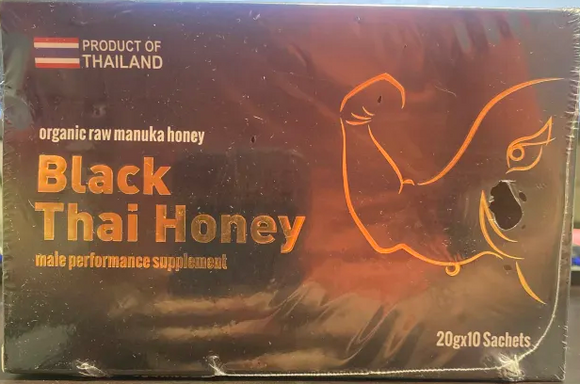 PRODUCT OF
THAILAND
organic raw manuka honey
Black
Thai Honey
male performance supplement
20gx10 Sachets